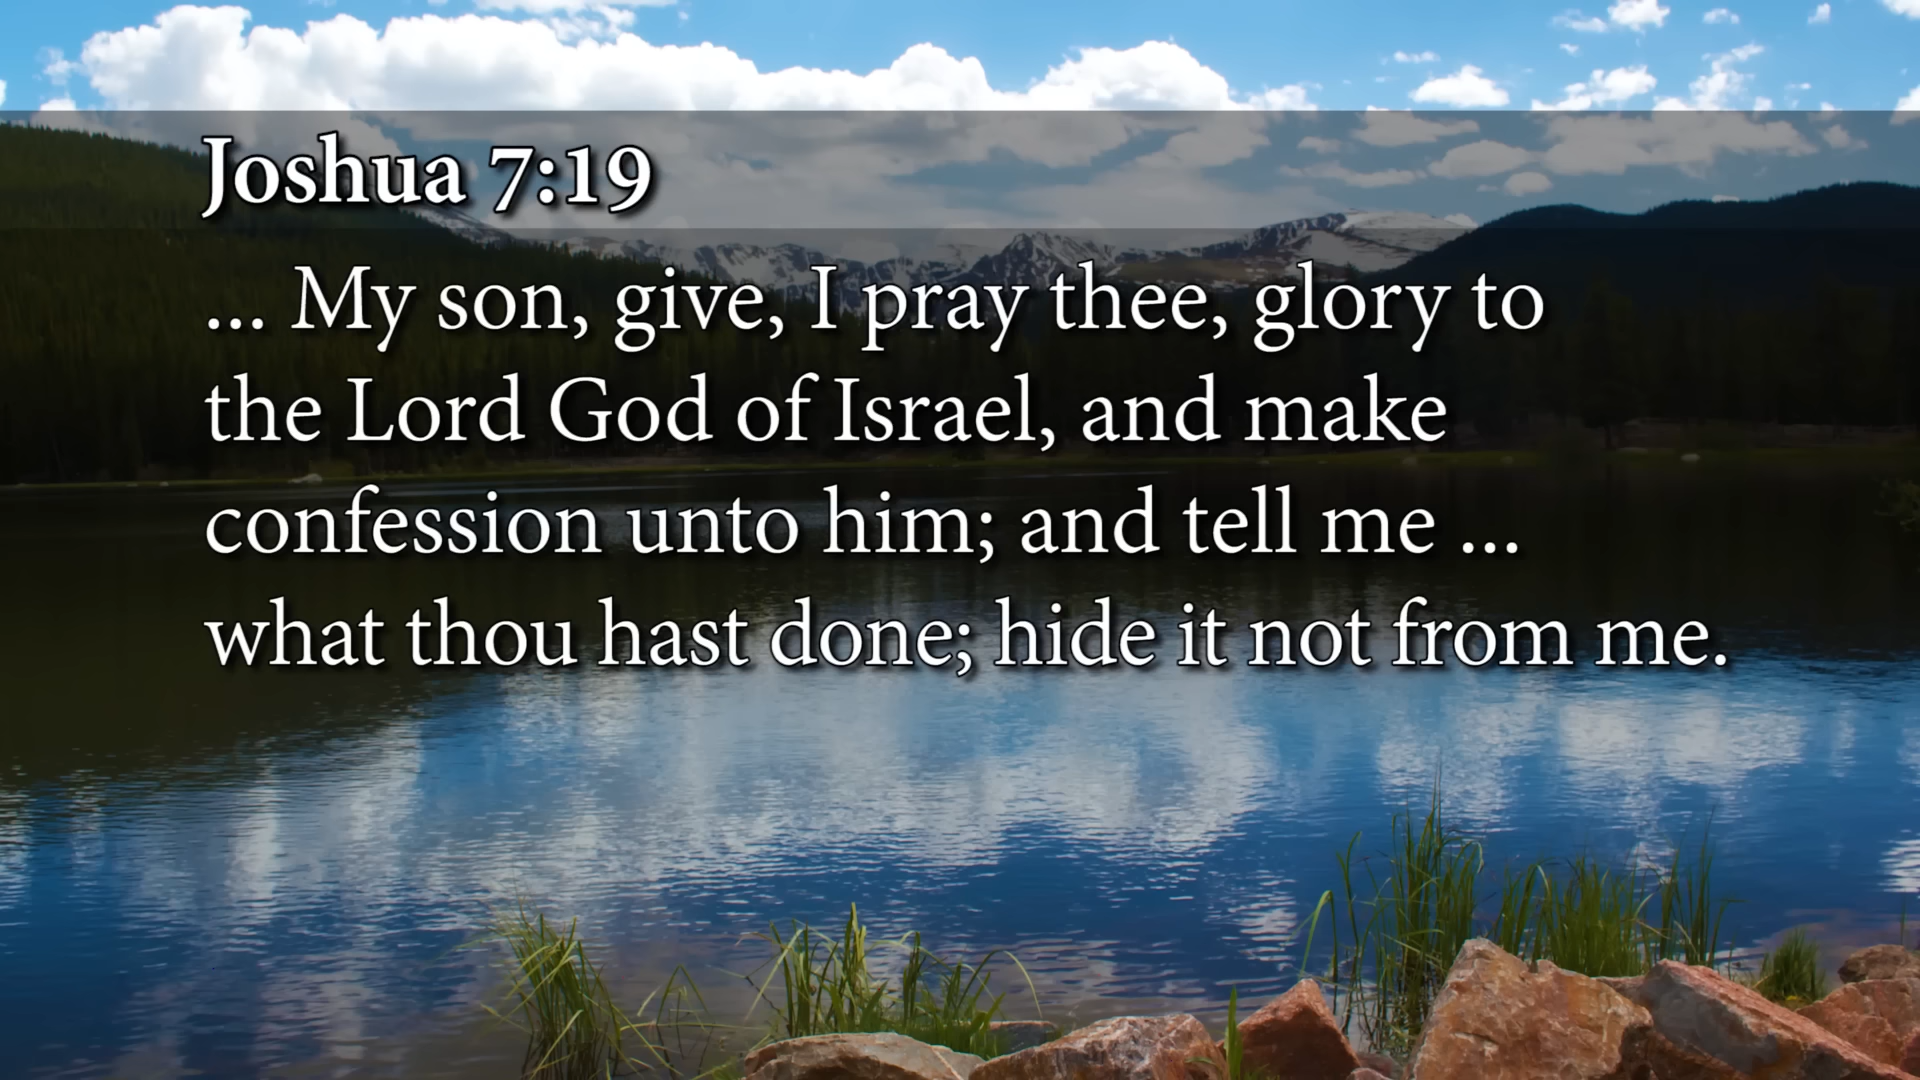 Joshua 7:19
... My son, give, I pray thee, glory to
the Lord God of Israel, and make
confession unto him; and tell me ...
what thou hast done; hide it not from me.